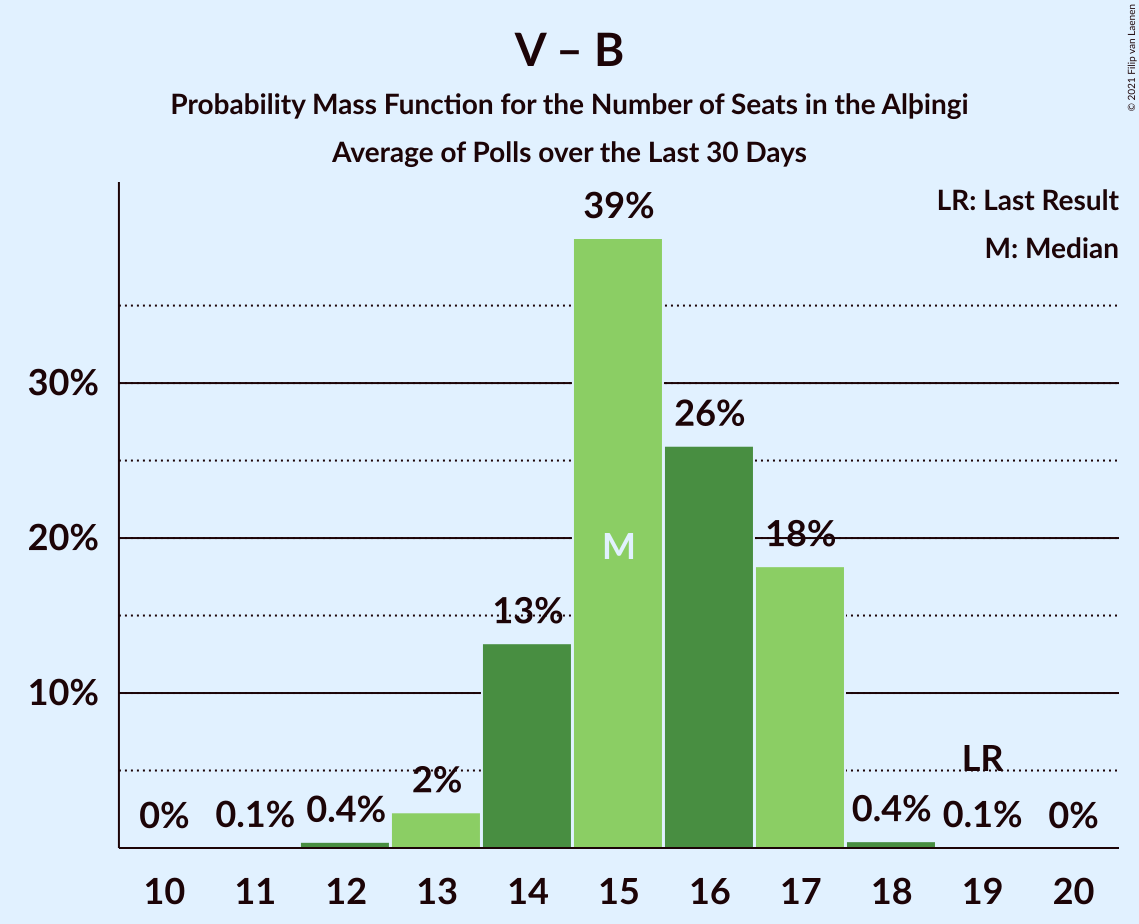 V – B
Probability Mass Function for the Number of Seats in the Alþingi
Average of Polls over the Last 30 Days
© 2021 Filip van Laenen
LR: Last Result
M: Median
39%
30%
26%
20%
18%
M
13%
10%
LR
2%
0% 0.1% 0.4% 0.4% 0.1% 0%
10 11 12 13 14 15 16 17 18 19 20